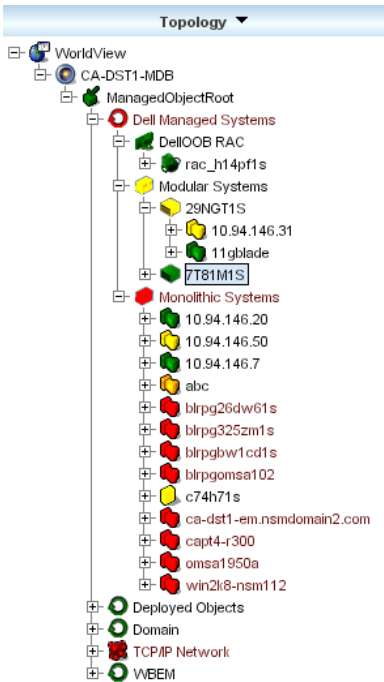 Topology
WorldView
CA-DST1-MDB
ManagedObjectRoot
Dell Managed Systems
DellOOB RAC
rac_h14pf1s
Modular Systems
29NGT1S
10.94.146.31
11gblade
7T81M1S
Monolithic Systems
10.94.146.20
10.94.146.50
10.94.146.7
abc
blrpg26dw61s
blrpg325zm1s
blrpgbw1cd1s
blrpgomsa102
c74h71s
ca-dst1-em.nsmdomain2.com
capt4-r300
omsa1950a
win2k8-nsm112
Deployed Objects
Domain
TCP/IP Network
WBEM